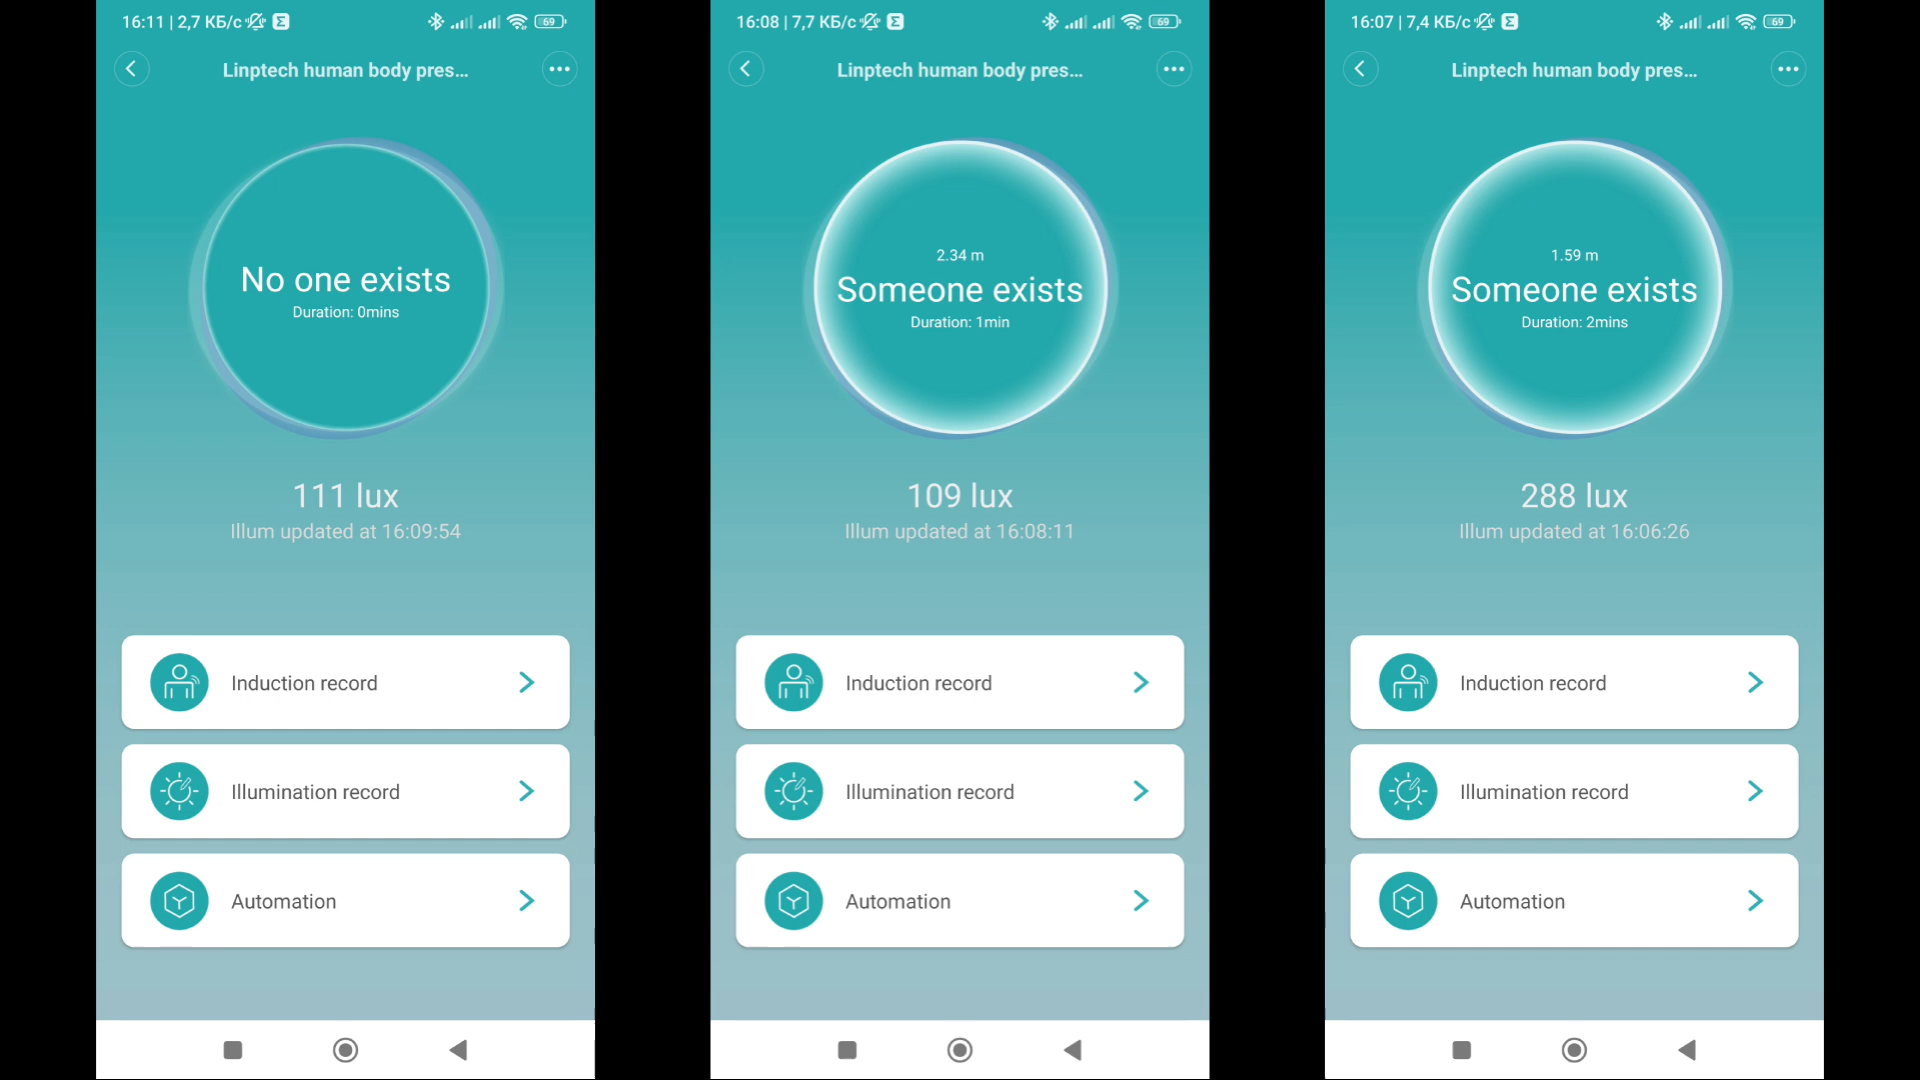 16:11 | 2,7 КБ/с Σ 69
Linptech human body pres...
No one exists
Duration: 0mins
111 lux
Illum updated at 16:09:54
Induction record
Illumination record
Automation
16:08 | 7,7 КБ/с Σ 69
Linptech human body pres...
2.34 m
Someone exists
Duration: 1min
109 lux
Illum updated at 16:08:11
Induction record
Illumination record
Automation
16:07 | 7,4 КБ/с Σ 69
Linptech human body pres...
1.59 m
Someone exists
Duration: 2mins
288 lux
Illum updated at 16:06:26
Induction record
Illumination record
Automation